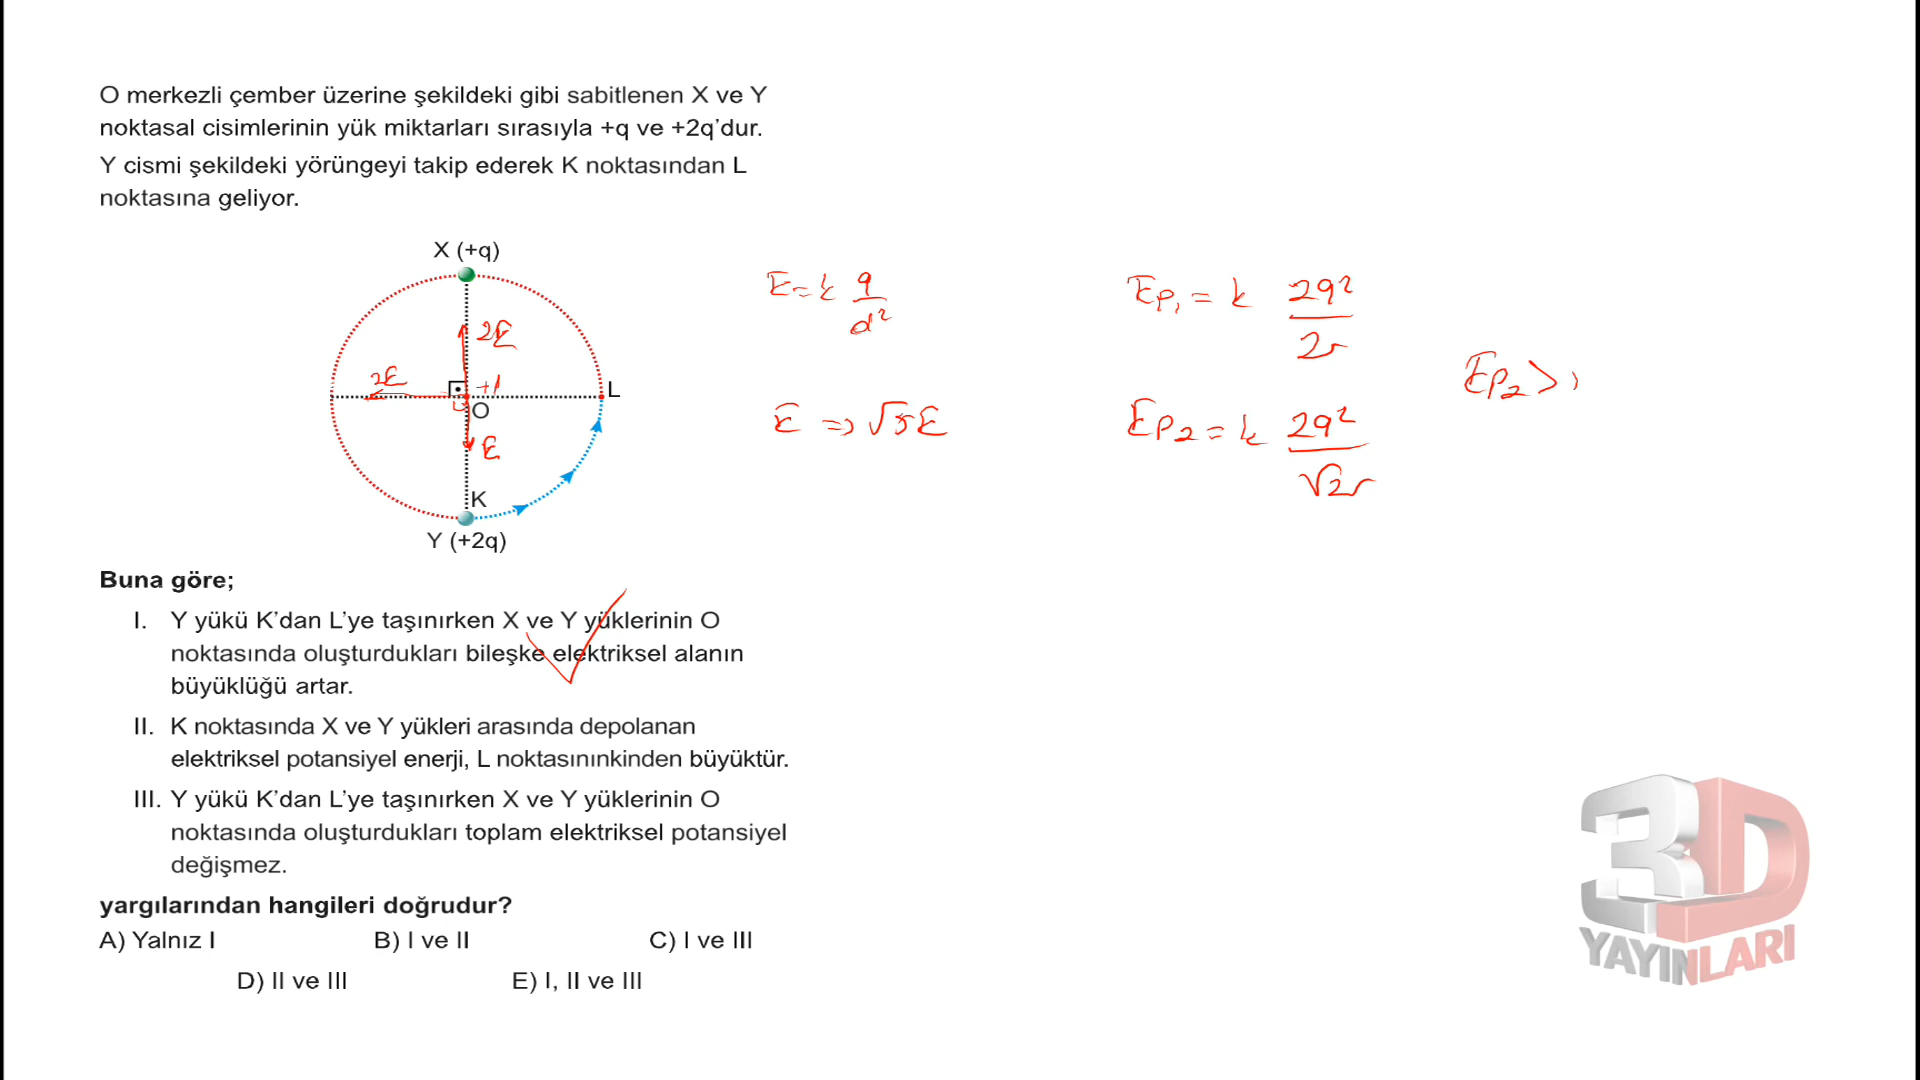 O merkezli çember üzerine şekildeki gibi sabitlenen X ve Y
noktasal cisimlerinin yük miktarları sırasıyla +q ve +2q’dur.
Y cismi şekildeki yörüngeyi takip ederek K noktasından L
noktasına geliyor.
X (+q)
2E
2E
+1
O
L
E
K
Y (+2q)
E = k q / d²
E ⇒ √5E
Ep₁ = k 2q² / 2r
Ep₂ = k 2q² / √2r
Ep₂ >
Buna göre;
I. Y yükü K’dan L’ye taşınırken X ve Y yüklerinin O
noktasında oluşturdukları bileşke elektriksel alanın
büyüklüğü artar.
II. K noktasında X ve Y yükleri arasında depolanan
elektriksel potansiyel enerji, L noktasınınkinden büyüktür.
III. Y yükü K’dan L’ye taşınırken X ve Y yüklerinin O
noktasında oluşturdukları toplam elektriksel potansiyel
değişmez.
yargılarından hangileri doğrudur?
A) Yalnız I B) I ve II C) I ve III
D) II ve III E) I, II ve III
3D
YAYINLARI